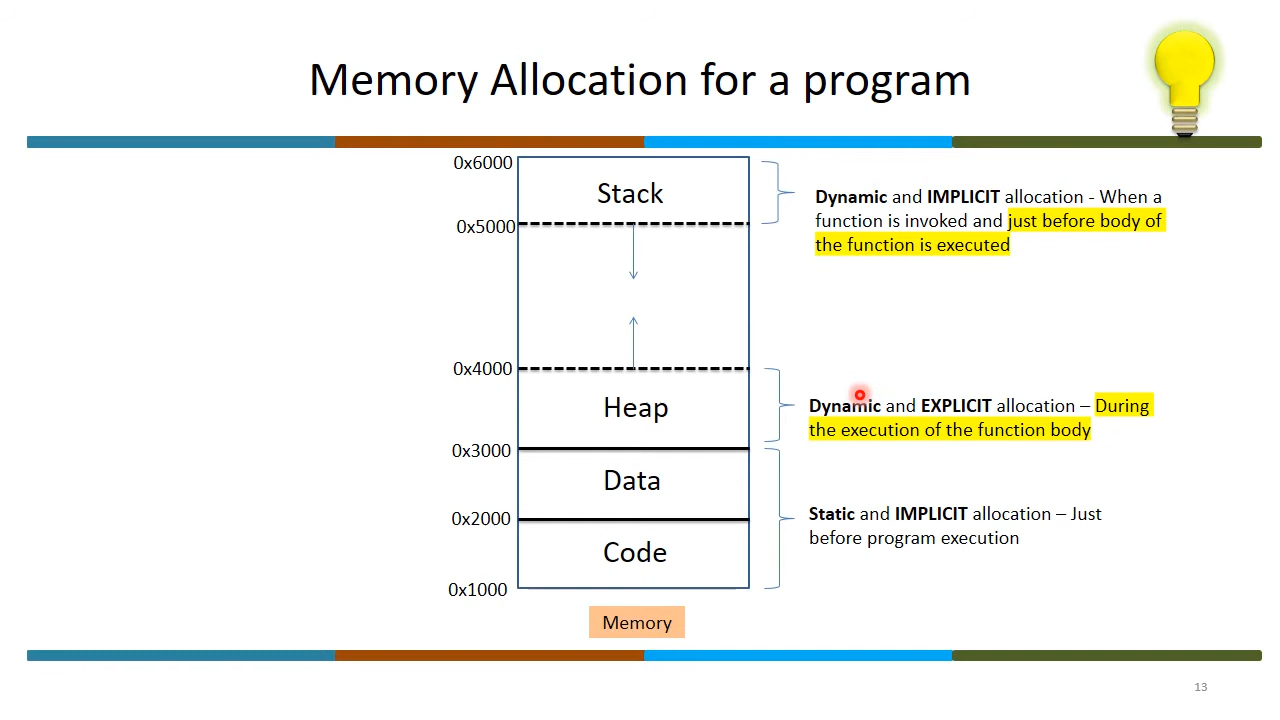 Memory Allocation for a program
0x6000
Stack
0x5000
Dynamic and IMPLICIT allocation - When a
function is invoked and just before body of
the function is executed
0x4000
Heap
Dynamic and EXPLICIT allocation – During
the execution of the function body
0x3000
Data
0x2000
Static and IMPLICIT allocation – Just
before program execution
Code
0x1000
Memory
13